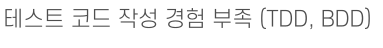 테스트 코드 작성 경험 부족 (TDD, BDD)